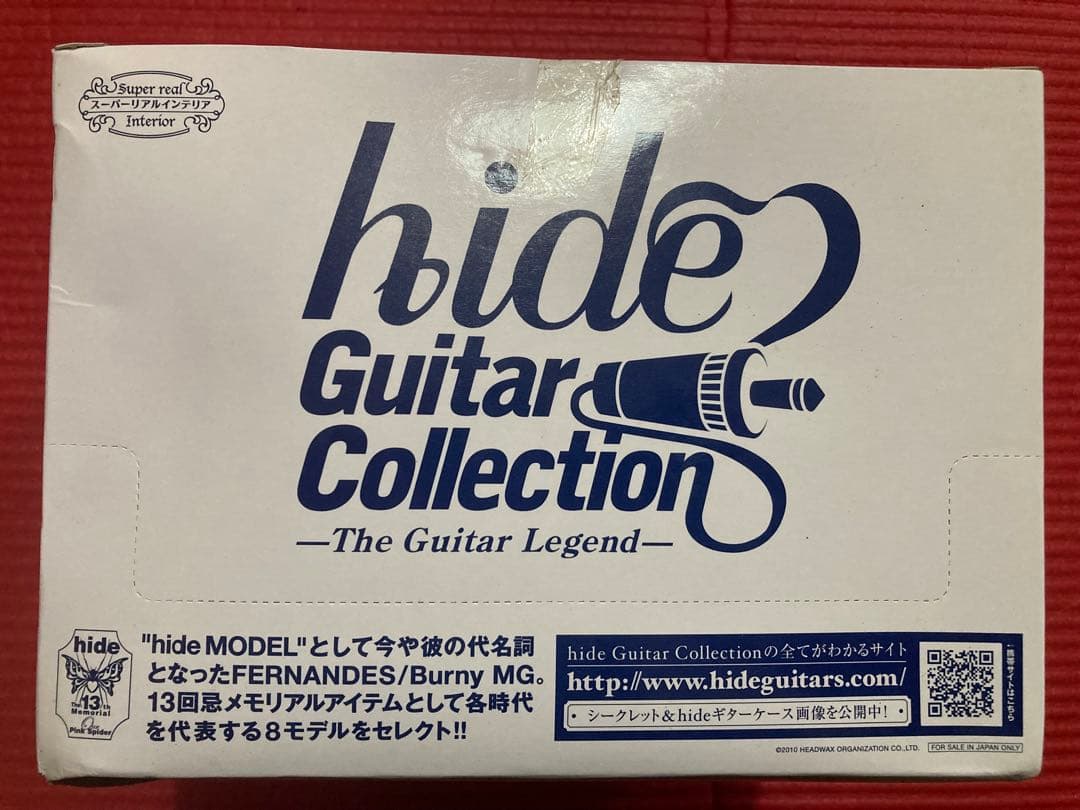 Super real
スーパーリアルインテリア
Interior
hide
Guitar
Collection
—The Guitar Legend—
hide
The 13th
Memorial
Pink Spider
"hide MODEL"として今や彼の代名詞
となったFERNANDES/Burny MG。
13回忌メモリアルアイテムとして各時代
を代表する8モデルをセレクト!!
hide Guitar Collectionの全てがわかるサイト
http://www.hideguitars.com/
・シークレット&hideギターケース画像を公開中!・
携帯サイトはこちら
©2010 HEADWAX ORGANIZATION CO.,LTD.
FOR SALE IN JAPAN ONLY